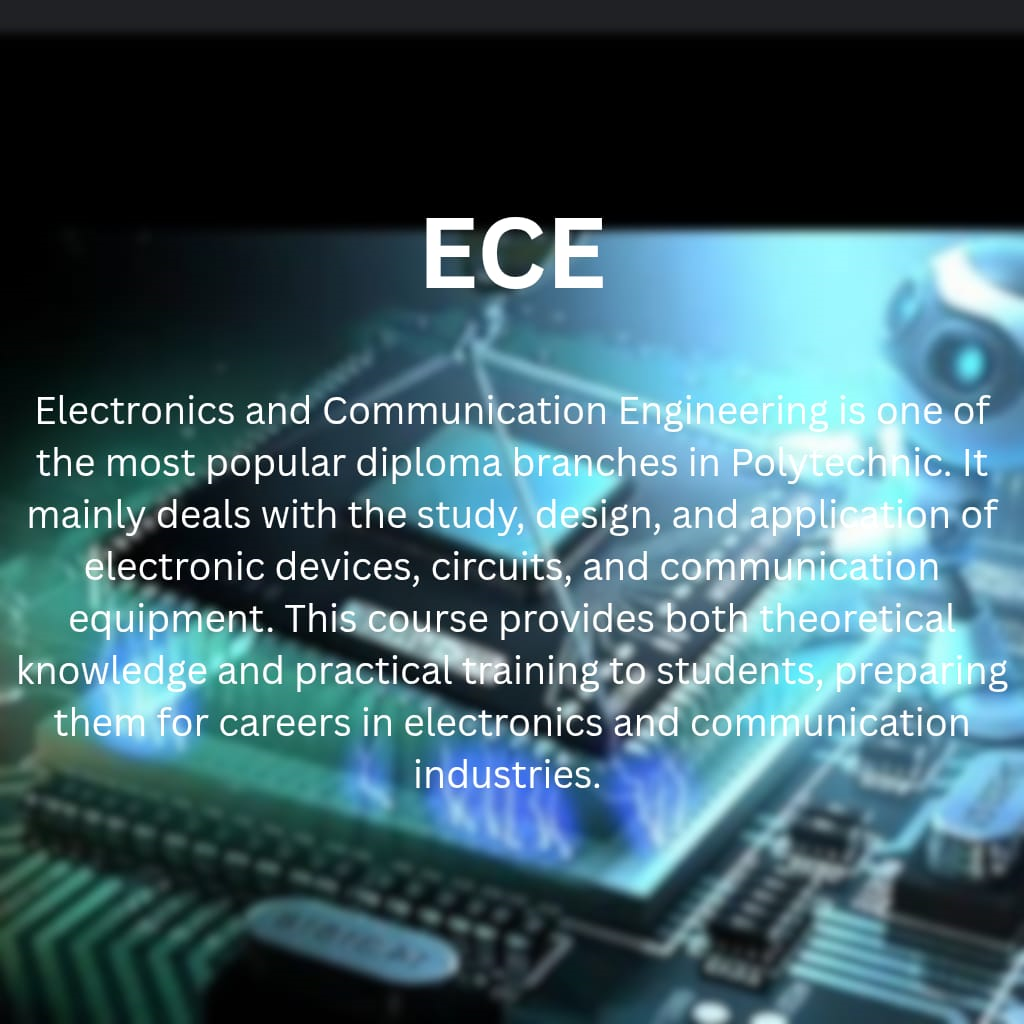 ECE
Electronics and Communication Engineering is one of
the most popular diploma branches in Polytechnic. It
mainly deals with the study, design, and application of
electronic devices, circuits, and communication
equipment. This course provides both theoretical
knowledge and practical training to students, preparing
them for careers in electronics and communication
industries.